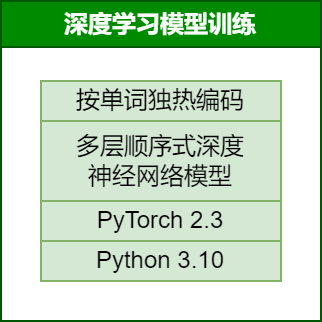 深度学习模型训练
按单词独热编码
多层顺序式深度
神经网络模型
PyTorch 2.3
Python 3.10